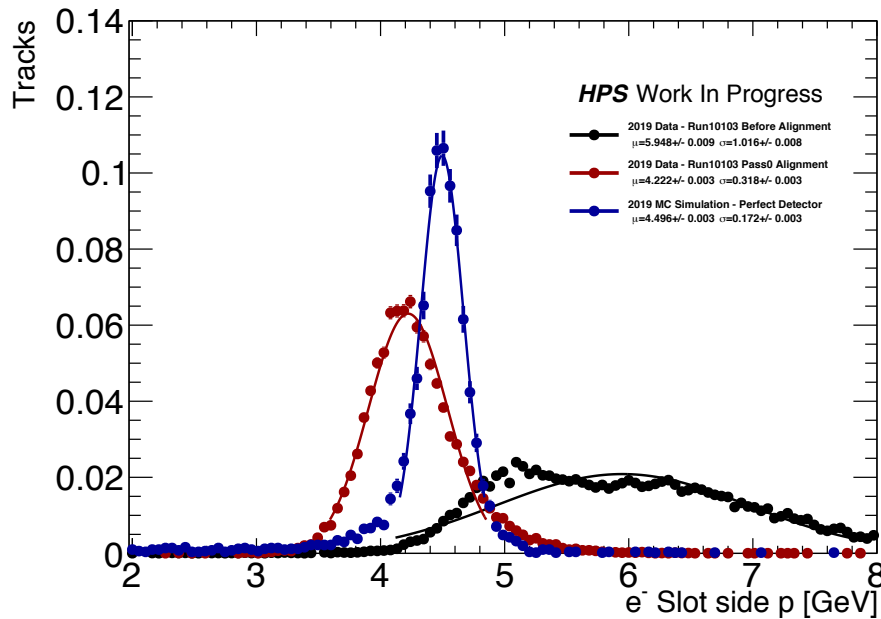 Tracks
0.14
0.12
0.1
0.08
0.06
0.04
0.02
0
2 3 4 5 6 7 8
e- Slot side p [GeV]
HPS Work In Progress
2019 Data - Run10103 Before Alignment
μ=5.948+/- 0.009 σ=1.016+/- 0.008
2019 Data - Run10103 Pass0 Alignment
μ=4.222+/- 0.003 σ=0.318+/- 0.003
2019 MC Simulation - Perfect Detector
μ=4.496+/- 0.003 σ=0.172+/- 0.003